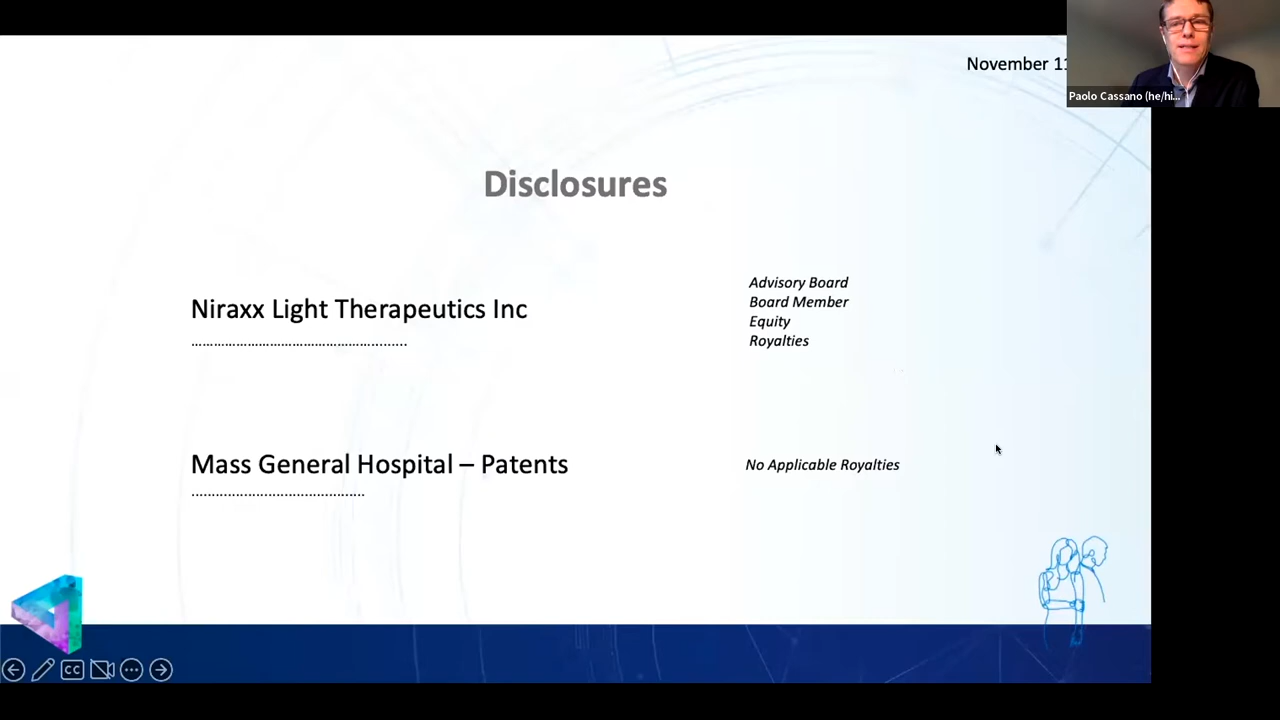 November 11
Paolo Cassano (he/hi...
Disclosures
Niraxx Light Therapeutics Inc
Advisory Board
Board Member
Equity
Royalties
Mass General Hospital – Patents
No Applicable Royalties
CC